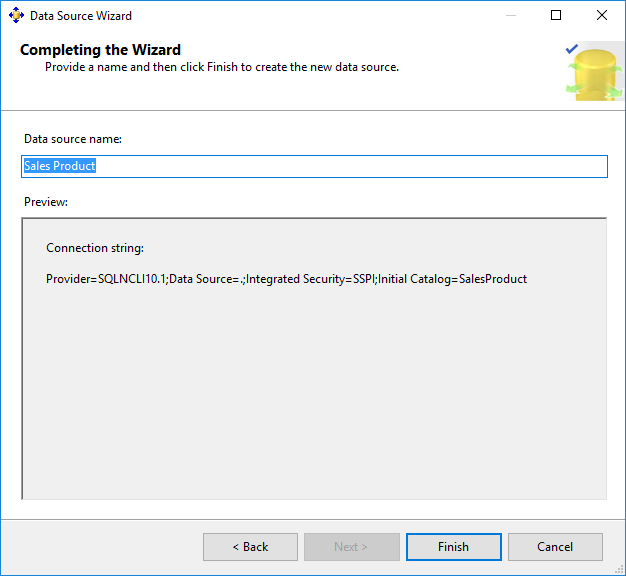 Data Source Wizard
Completing the Wizard
Provide a name and then click Finish to create the new data source.
Data source name:
Sales Product
Preview:
Connection string:
Provider=SQLNCLI10.1;Data Source=.;Integrated Security=SSPI;Initial Catalog=SalesProduct
< Back Next > Finish Cancel